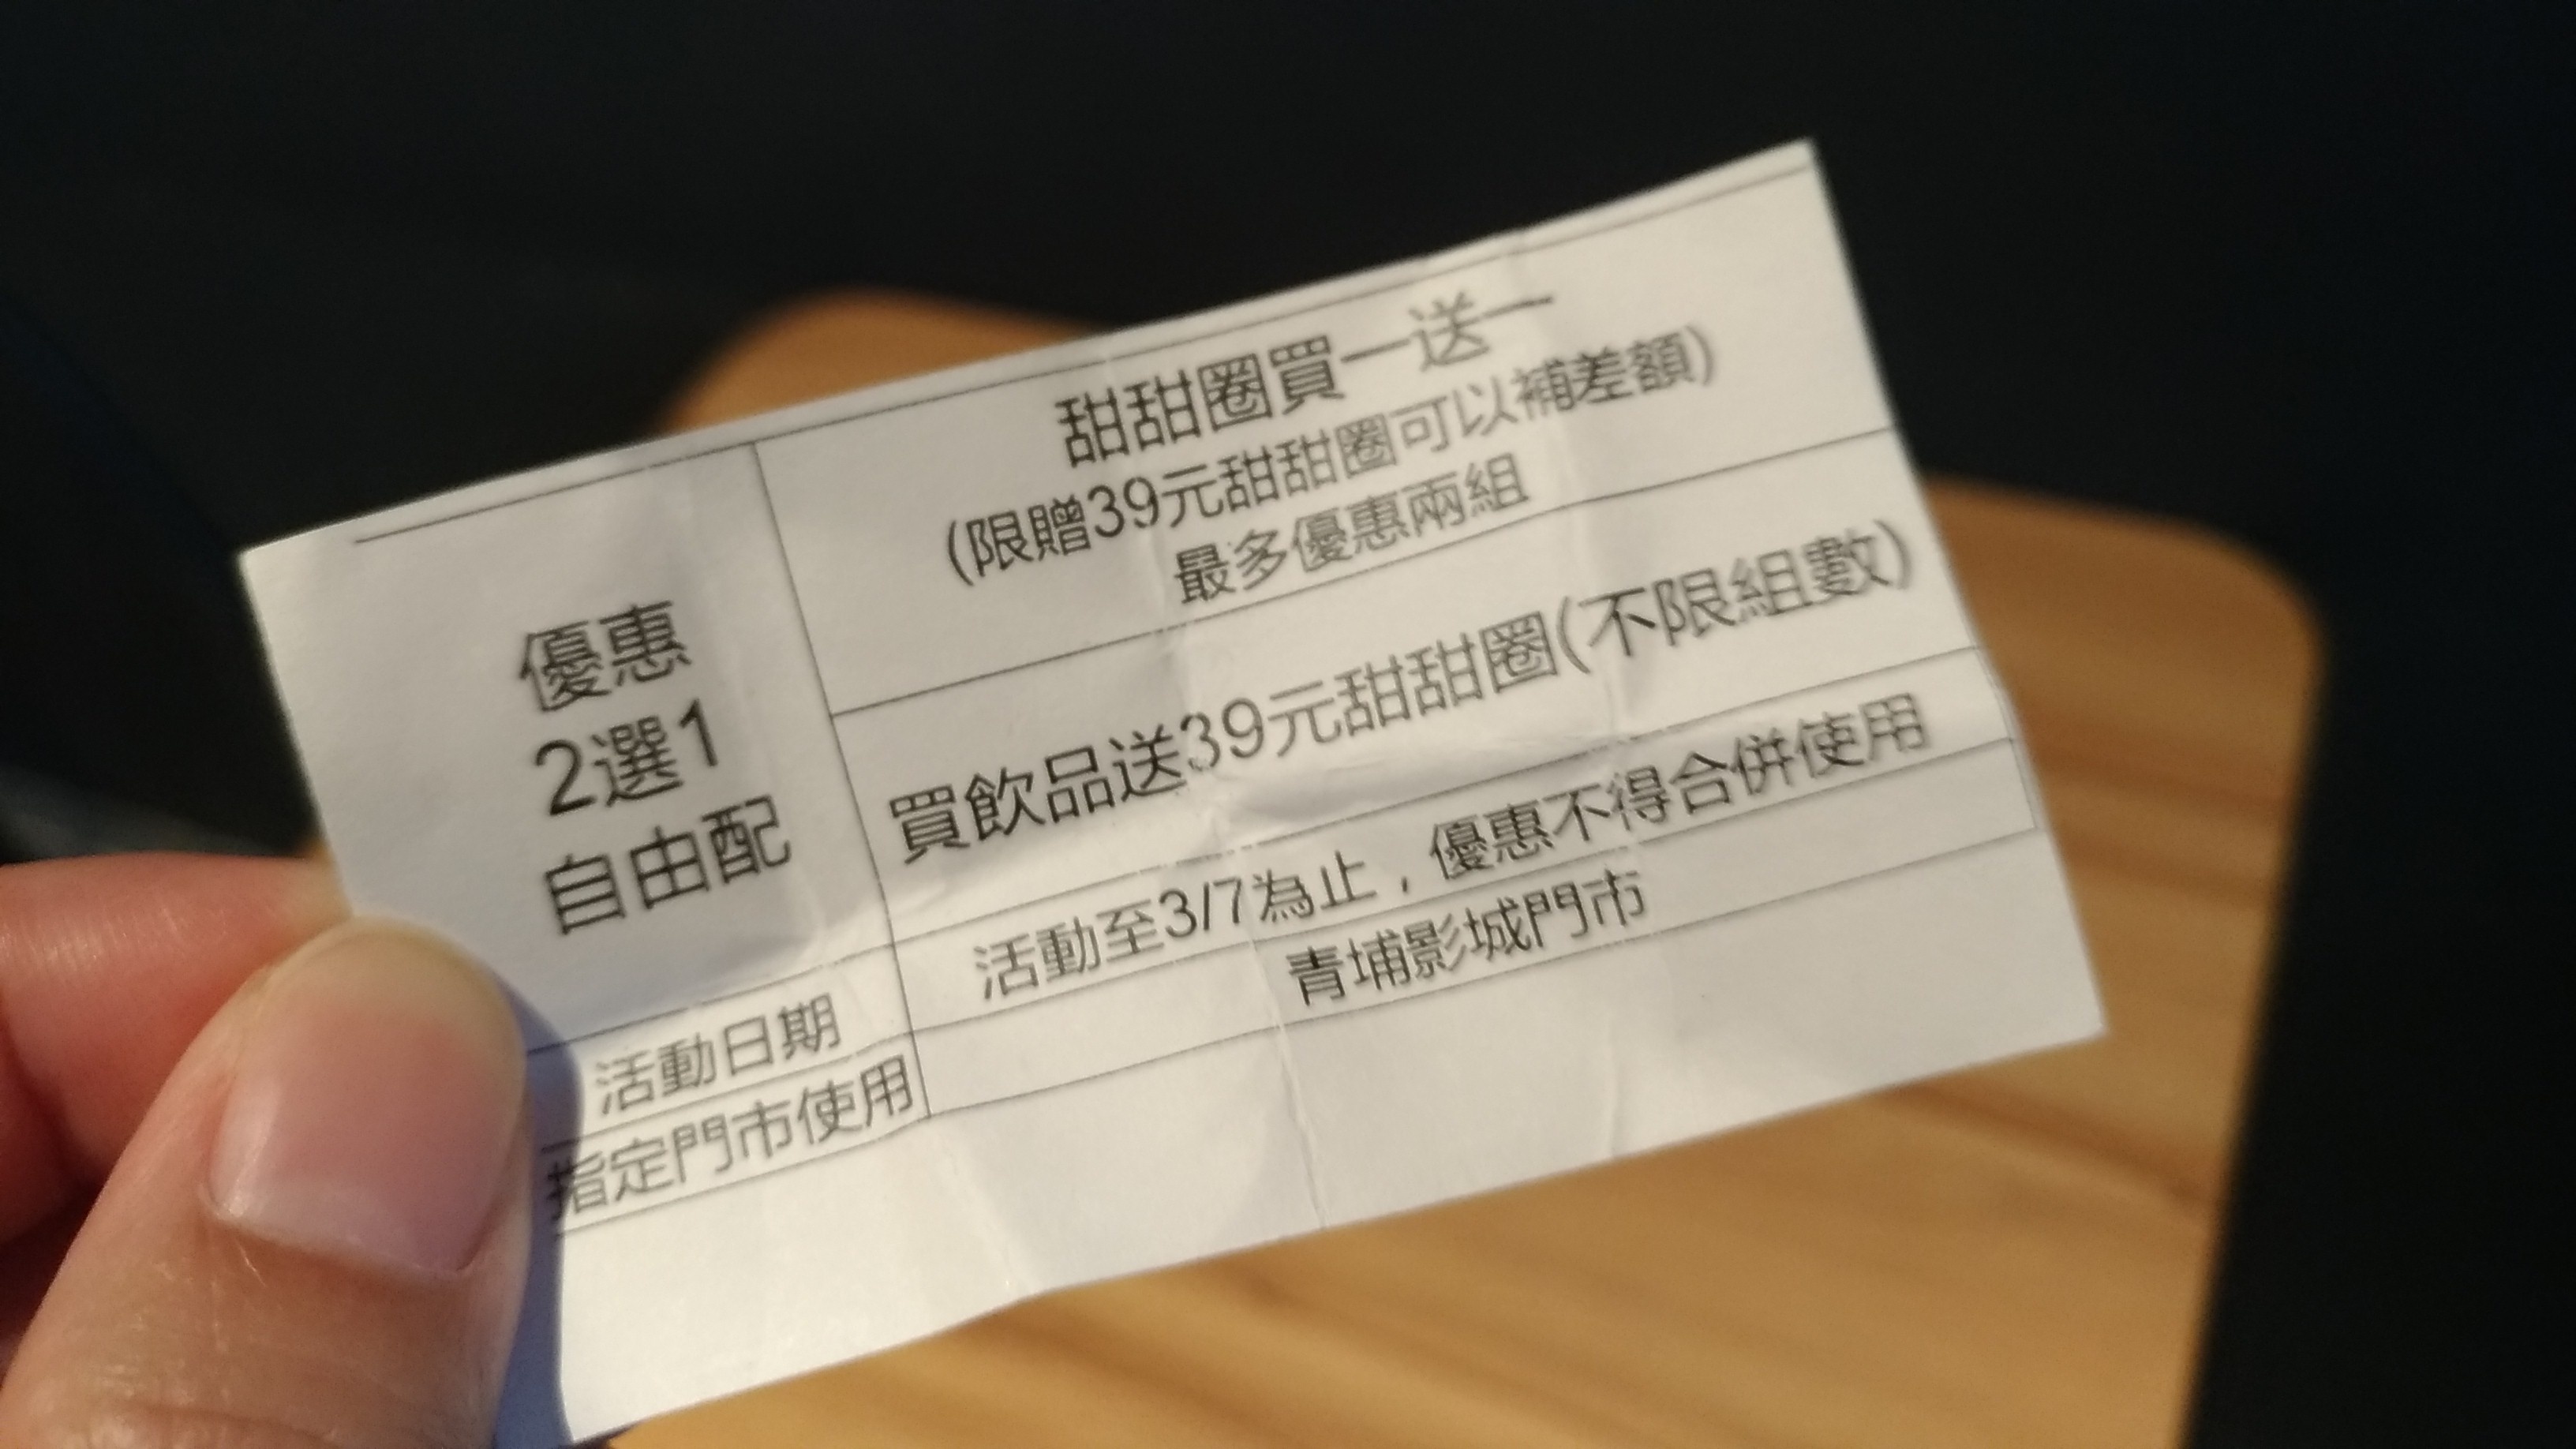 優惠
2選1
自由配
甜甜圈買一送一
(限贈39元甜甜圈可以補差額)
最多優惠兩組
買飲品送39元甜甜圈(不限組數)
活動日期
活動至3/7為止，優惠不得合併使用
指定門市使用
青埔影城門市